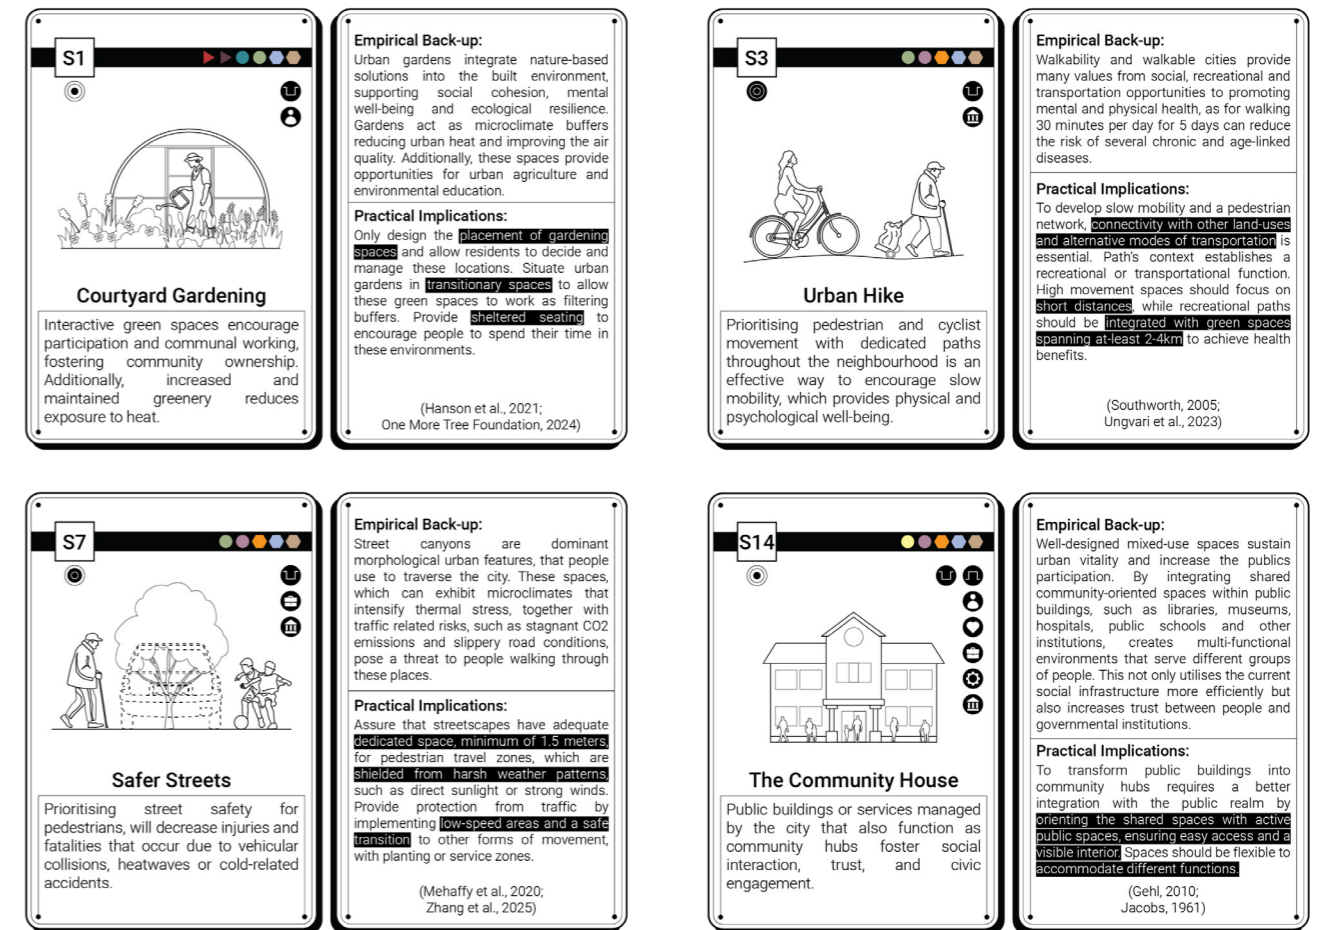 S1
Courtyard Gardening
Interactive green spaces encourage
participation and communal working,
fostering community ownership.
Additionally, increased and
maintained greenery reduces
exposure to heat.
Empirical Back-up:
Urban gardens integrate nature-based
solutions into the built environment,
supporting social cohesion, mental
well-being and ecological resilience.
Gardens act as microclimate buffers
reducing urban heat and improving the air
quality. Additionally, these spaces provide
opportunities for urban agriculture and
environmental education.
Practical Implications:
Only design the placement of gardening
spaces and allow residents to decide and
manage these locations. Situate urban
gardens in transitionary spaces to allow
these green spaces to work as filtering
buffers. Provide sheltered seating to
encourage people to spend their time in
these environments.
(Hanson et al., 2021;
One More Tree Foundation, 2024)
S3
Urban Hike
Prioritising pedestrian and cyclist
movement with dedicated paths
throughout the neighbourhood is an
effective way to encourage slow
mobility, which provides physical and
psychological well-being.
Empirical Back-up:
Walkability and walkable cities provide
many values from social, recreational and
transportation opportunities to promoting
mental and physical health, as for walking
30 minutes per day for 5 days can reduce
the risk of several chronic and age-linked
diseases.
Practical Implications:
To develop slow mobility and a pedestrian
network, connectivity with other land-uses
and alternative modes of transportation is
essential. Path's context establishes a
recreational or transportational function.
High movement spaces should focus on
short distances, while recreational paths
should be integrated with green spaces
spanning at-least 2-4km to achieve health
benefits.
(Southworth, 2005;
Ungvari et al., 2023)
S7
Safer Streets
Prioritising street safety for
pedestrians, will decrease injuries and
fatalities that occur due to vehicular
collisions, heatwaves or cold-related
accidents.
Empirical Back-up:
Street canyons are dominant
morphological urban features, that people
use to traverse the city. These spaces,
which can exhibit microclimates that
intensify thermal stress, together with
traffic related risks, such as stagnant CO2
emissions and slippery road conditions,
pose a threat to people walking through
these places.
Practical Implications:
Assure that streetscapes have adequate
dedicated space, minimum of 1.5 meters,
for pedestrian travel zones, which are
shielded from harsh weather patterns,
such as direct sunlight or strong winds.
Provide protection from traffic by
implementing low-speed areas and a safe
transition to other forms of movement,
with planting or service zones.
(Mehaffy et al., 2020;
Zhang et al., 2025)
S14
The Community House
Public buildings or services managed
by the city that also function as
community hubs foster social
interaction, trust, and civic
engagement.
Empirical Back-up:
Well-designed mixed-use spaces sustain
urban vitality and increase the publics
participation. By integrating shared
community-oriented spaces within public
buildings, such as libraries, museums,
hospitals, public schools and other
institutions, creates multi-functional
environments that serve different groups
of people. This not only utilises the current
social infrastructure more efficiently but
also increases trust between people and
governmental institutions.
Practical Implications:
To transform public buildings into
community hubs requires a better
integration with the public realm by
orienting the shared spaces with active
public spaces, ensuring easy access and a
visible interior. Spaces should be flexible to
accommodate different functions.
(Gehl, 2010;
Jacobs, 1961)